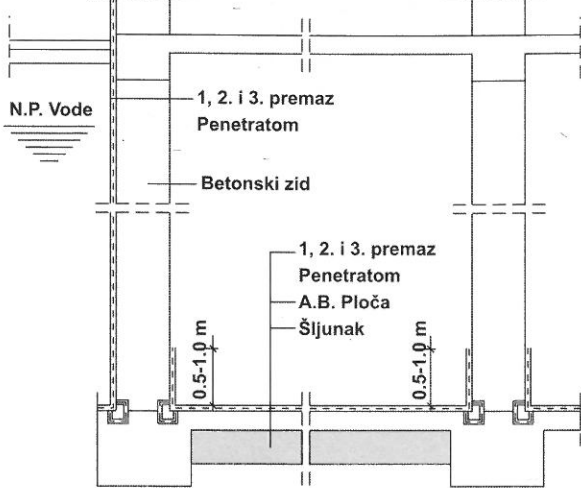 1, 2. i 3. premaz
Penetratom
N.P. Vode
Betonski zid
1, 2. i 3. premaz
Penetratom
A.B. Ploča
Šljunak
0.5-1.0 m
0.5-1.0 m